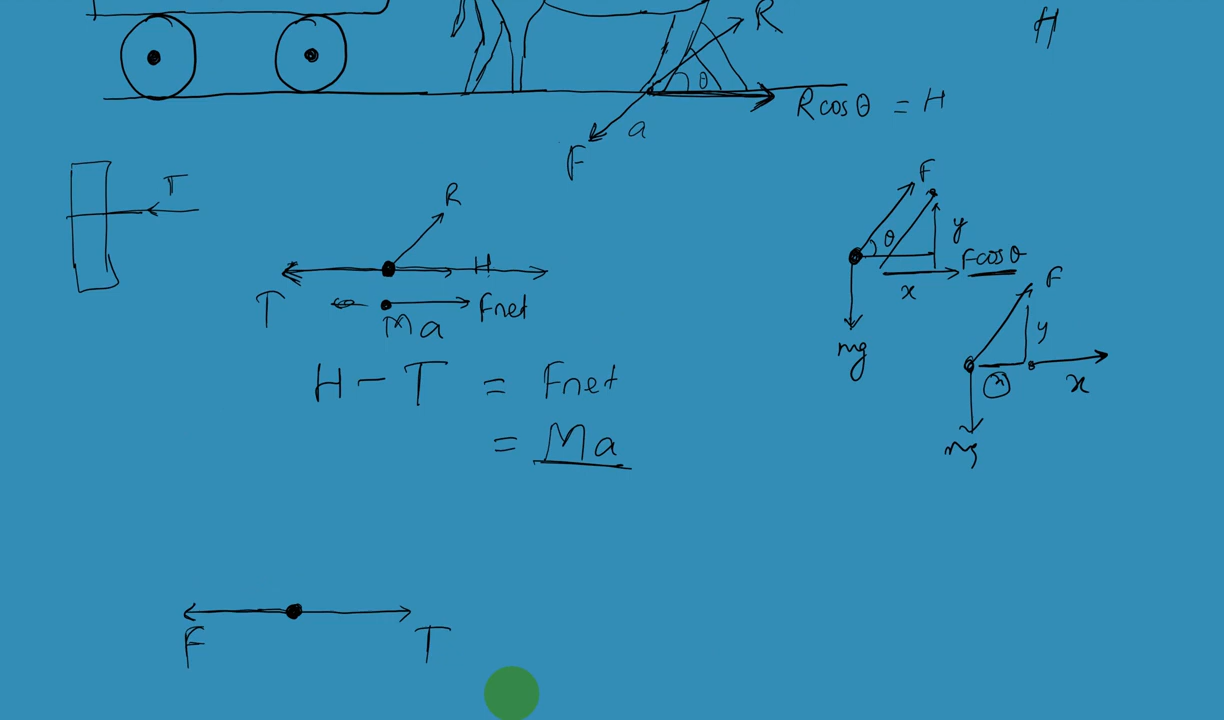 R
H
θ
R cos θ = H
a
F
T
R
H
T
Fnet
Ma
H - T = Fnet
= Ma
F
θ
y
F cos θ
x
mg
F
y
x
x
mg
F
T